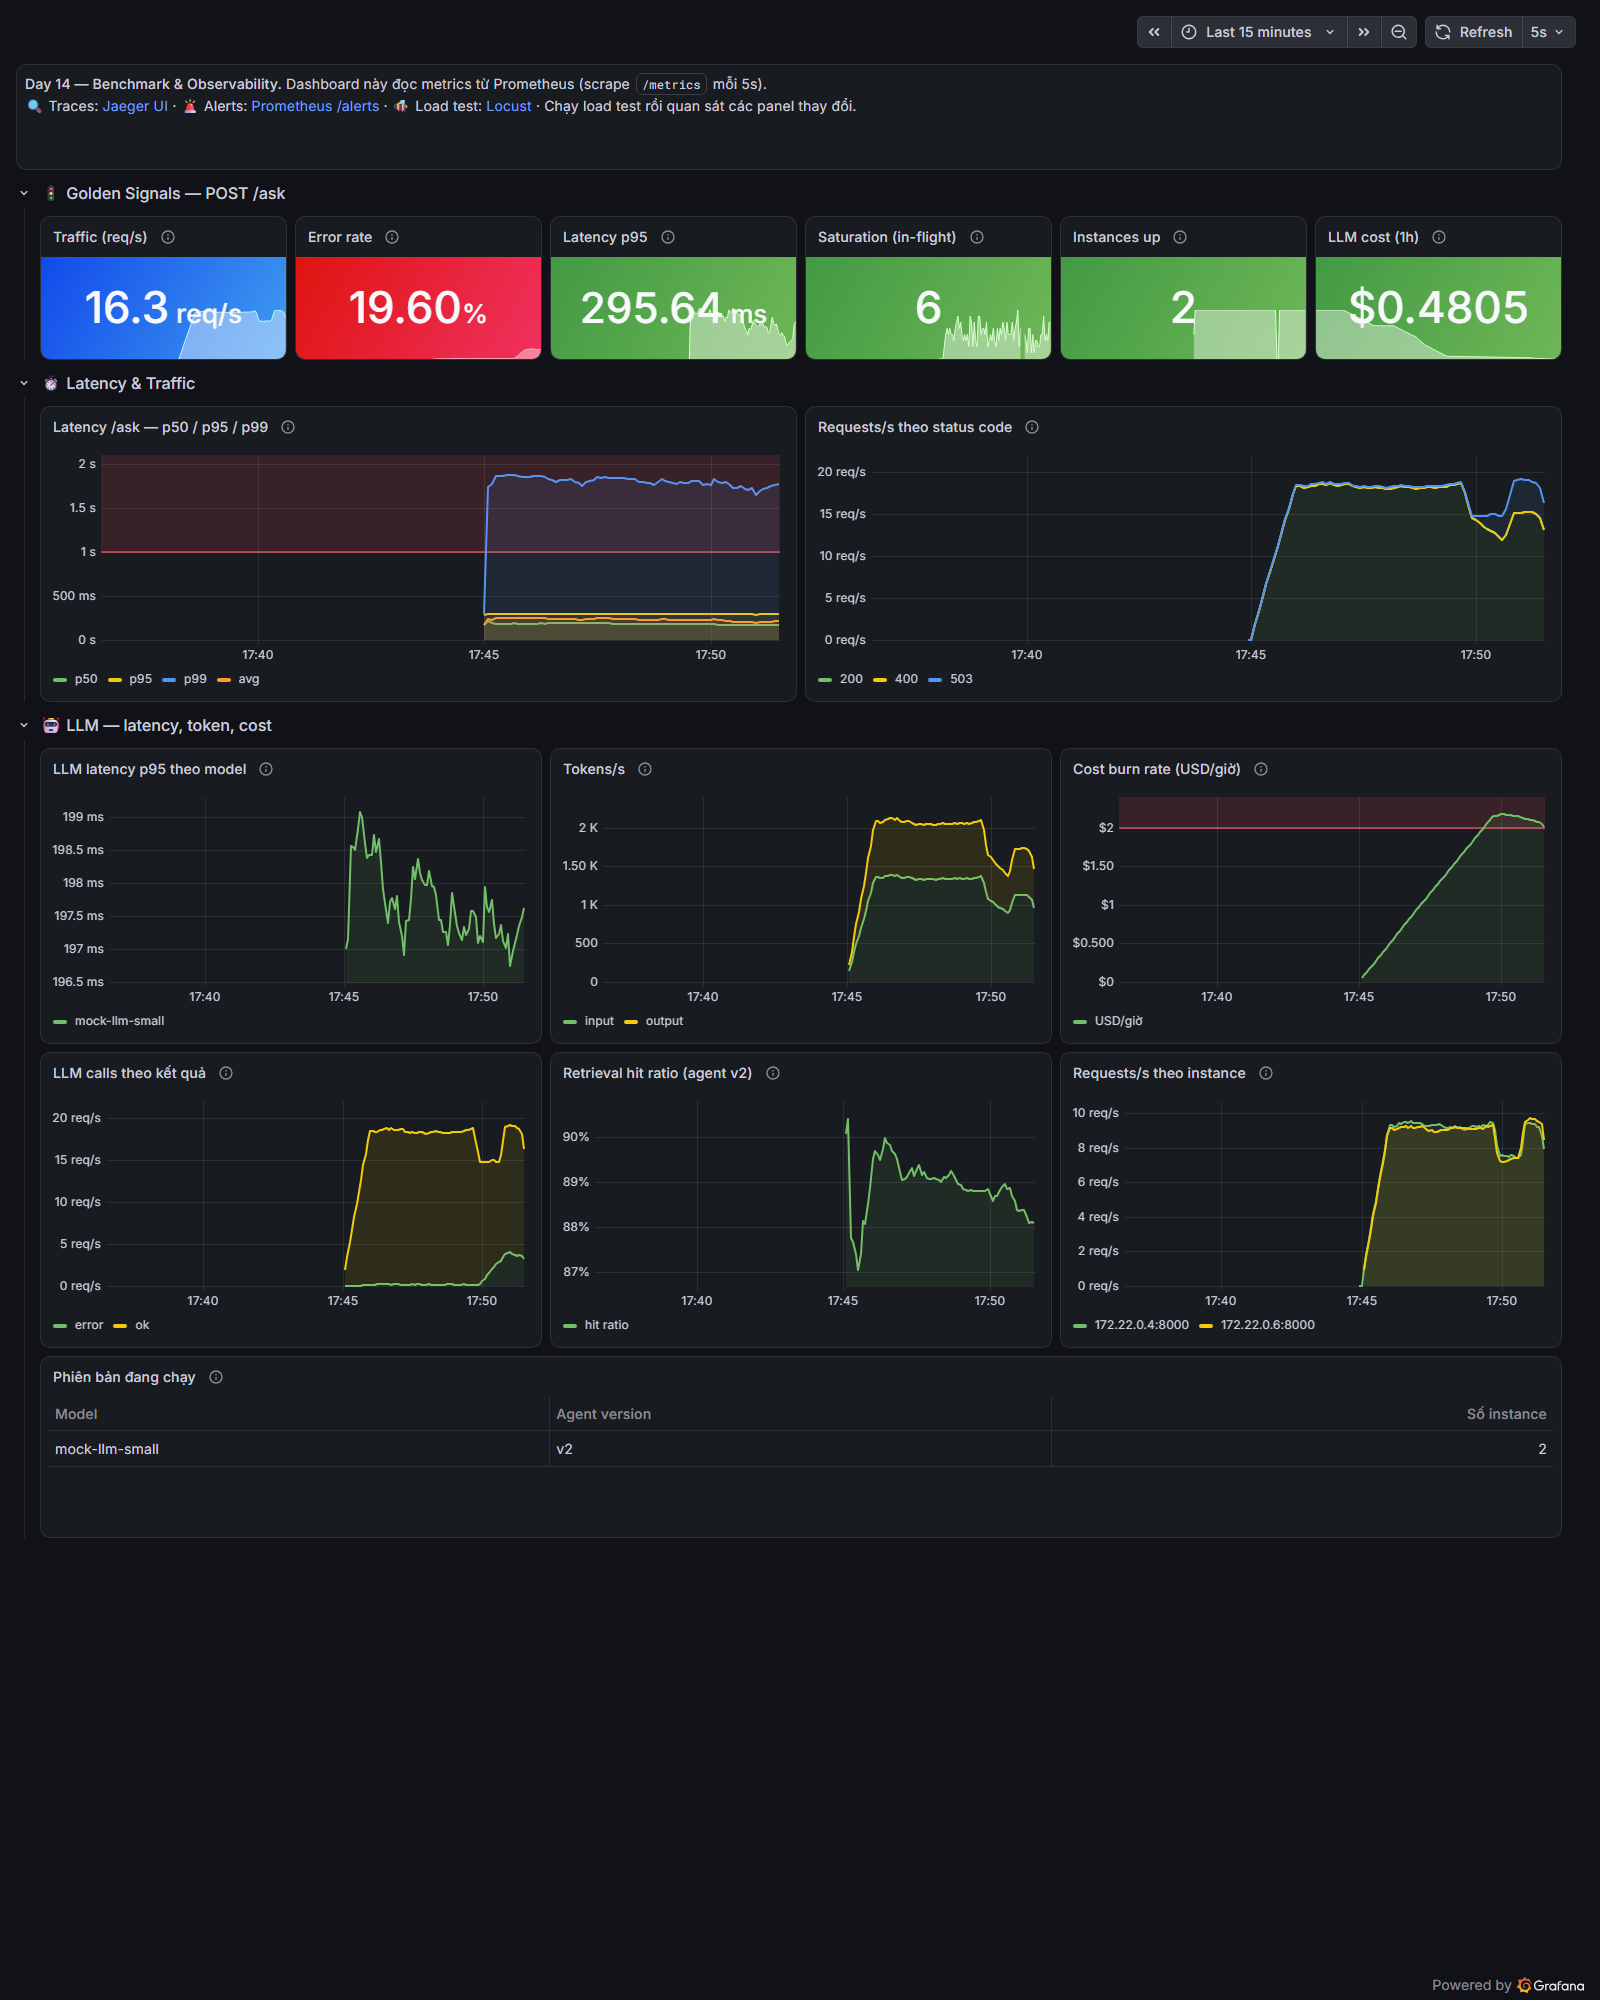 Last 15 minutes
Refresh
5s
Day 14 — Benchmark & Observability. Dashboard này đọc metrics từ Prometheus (scrape /metrics mỗi 5s).
Traces: Jaeger UI · Alerts: Prometheus /alerts · Load test: Locust · Chạy load test rồi quan sát các panel thay đổi.
Golden Signals — POST /ask
Traffic (req/s)
16.3 req/s
Error rate
19.60%
Latency p95
295.64 ms
Saturation (in-flight)
6
Instances up
2
LLM cost (1h)
$0.4805
Latency & Traffic
Latency /ask — p50 / p95 / p99
2 s
1.5 s
1 s
500 ms
0 s
17:40 17:45 17:50
p50 p95 p99 avg
Requests/s theo status code
20 req/s
15 req/s
10 req/s
5 req/s
0 req/s
17:40 17:45 17:50
200 400 503
LLM — latency, token, cost
LLM latency p95 theo model
199 ms
198.5 ms
198 ms
197.5 ms
197 ms
196.5 ms
17:40 17:45 17:50
mock-llm-small
Tokens/s
2 K
1.50 K
1 K
500
0
17:40 17:45 17:50
input output
Cost burn rate (USD/giờ)
$2
$1.50
$1
$0.500
$0
17:40 17:45 17:50
USD/giờ
LLM calls theo kết quả
20 req/s
15 req/s
10 req/s
5 req/s
0 req/s
17:40 17:45 17:50
error ok
Retrieval hit ratio (agent v2)
90%
89%
88%
87%
17:40 17:45 17:50
hit ratio
Requests/s theo instance
10 req/s
8 req/s
6 req/s
4 req/s
2 req/s
0 req/s
17:40 17:45 17:50
172.22.0.4:8000 172.22.0.6:8000
Phiên bản đang chạy
Model Agent version Số instance
mock-llm-small v2 2
Powered by Grafana